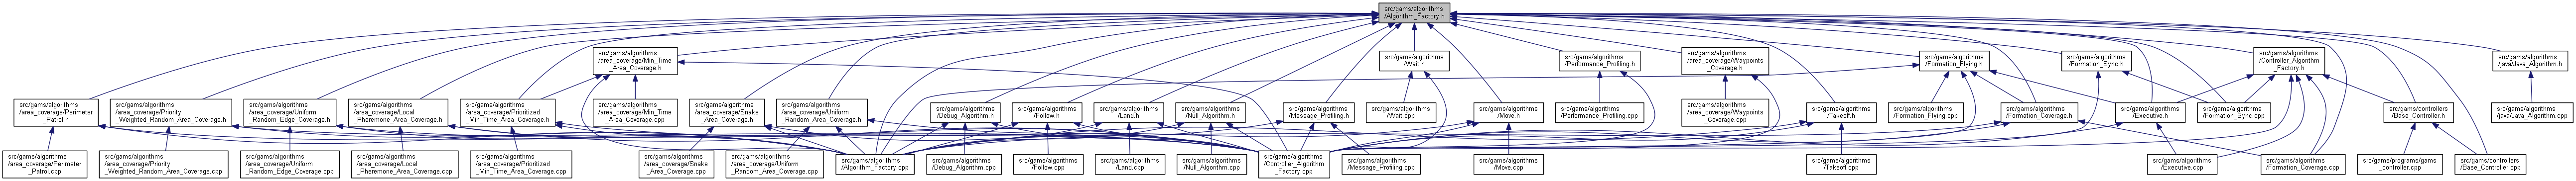 src/gams/algorithms
/Algorithm_Factory.h
src/gams/algorithms
/area_coverage/Min_Time
_Area_Coverage.h
src/gams/algorithms
/Wait.h
src/gams/algorithms
/Performance_Profiling.h
src/gams/algorithms
/area_coverage/Waypoints
_Coverage.h
src/gams/algorithms
/Formation_Flying.h
src/gams/algorithms
/Formation_Sync.h
src/gams/algorithms
/Controller_Algorithm
_Factory.h
src/gams/algorithms
/java/Java_Algorithm.h
src/gams/algorithms
/area_coverage/Perimeter
_Patrol.h
src/gams/algorithms
/area_coverage/Priority
_Weighted_Random_Area_Coverage.h
src/gams/algorithms
/area_coverage/Uniform
_Random_Edge_Coverage.h
src/gams/algorithms
/area_coverage/Local
_Pheremone_Area_Coverage.h
src/gams/algorithms
/area_coverage/Prioritized
_Min_Time_Area_Coverage.h
src/gams/algorithms
/area_coverage/Min_Time
_Area_Coverage.cpp
src/gams/algorithms
/area_coverage/Snake
_Area_Coverage.h
src/gams/algorithms
/area_coverage/Uniform
_Random_Area_Coverage.h
src/gams/algorithms
/Debug_Algorithm.h
src/gams/algorithms
/Follow.h
src/gams/algorithms
/Land.h
src/gams/algorithms
/Null_Algorithm.h
src/gams/algorithms
/Message_Profiling.h
src/gams/algorithms
/Wait.cpp
src/gams/algorithms
/Move.h
src/gams/algorithms
/Performance_Profiling.cpp
src/gams/algorithms
/area_coverage/Waypoints
_Coverage.cpp
src/gams/algorithms
/Takeoff.h
src/gams/algorithms
/Formation_Flying.cpp
src/gams/algorithms
/Formation_Coverage.h
src/gams/algorithms
/Executive.h
src/gams/algorithms
/Formation_Sync.cpp
src/gams/controllers
/Base_Controller.h
src/gams/algorithms
/java/Java_Algorithm.cpp
src/gams/algorithms
/area_coverage/Perimeter
_Patrol.cpp
src/gams/algorithms
/area_coverage/Priority
_Weighted_Random_Area_Coverage.cpp
src/gams/algorithms
/area_coverage/Uniform
_Random_Edge_Coverage.cpp
src/gams/algorithms
/area_coverage/Local
_Pheremone_Area_Coverage.cpp
src/gams/algorithms
/area_coverage/Prioritized
_Min_Time_Area_Coverage.cpp
src/gams/algorithms
/area_coverage/Snake
_Area_Coverage.cpp
src/gams/algorithms
/area_coverage/Uniform
_Random_Area_Coverage.cpp
src/gams/algorithms
/Algorithm_Factory.cpp
src/gams/algorithms
/Debug_Algorithm.cpp
src/gams/algorithms
/Follow.cpp
src/gams/algorithms
/Land.cpp
src/gams/algorithms
/Null_Algorithm.cpp
src/gams/algorithms
/Controller_Algorithm
_Factory.cpp
src/gams/algorithms
/Message_Profiling.cpp
src/gams/algorithms
/Move.cpp
src/gams/algorithms
/Takeoff.cpp
src/gams/algorithms
/Executive.cpp
src/gams/algorithms
/Formation_Coverage.cpp
src/gams/programs/gams
_controller.cpp
src/gams/controllers
/Base_Controller.cpp